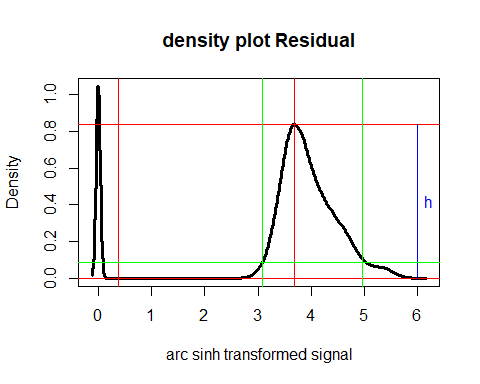 density plot Residual
Density
0.0 0.2 0.4 0.6 0.8 1.0
h
0 1 2 3 4 5 6
arc sinh transformed signal